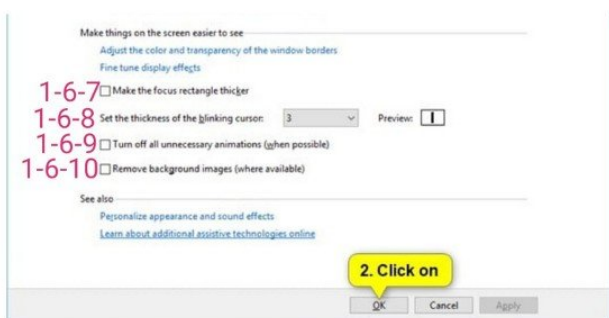 Make things on the screen easier to see
Adjust the color and transparency of the window borders
Fine tune display effects
1-6-7 Make the focus rectangle thicker
1-6-8 Set the thickness of the blinking cursor: 3 Preview:
1-6-9 Turn off all unnecessary animations (when possible)
1-6-10 Remove background images (where available)
See also
Personalize appearance and sound effects
Learn about additional assistive technologies online
2. Click on
OK Cancel Apply